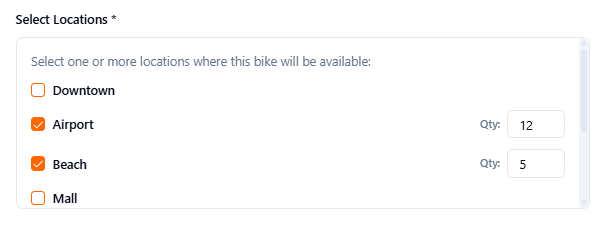 Select Locations *
Select one or more locations where this bike will be available:
Downtown
Airport Qty: 12
Beach Qty: 5
Mall